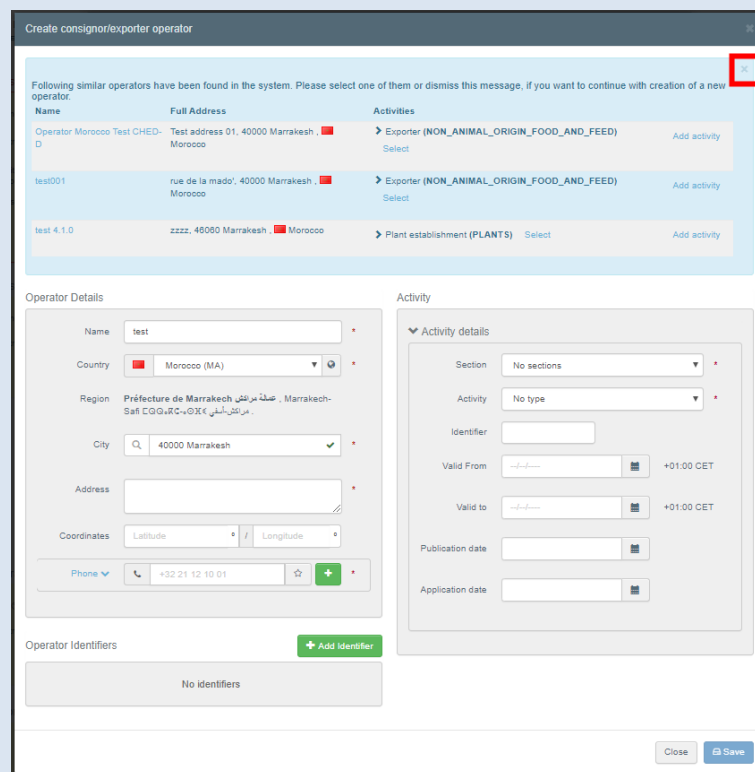 Create consignor/exporter operator
Following similar operators have been found in the system. Please select one of them or dismiss this message, if you want to continue with creation of a new
operator.
Name Full Address Activities
Operator Morocco Test CHED-D Test address 01, 40000 Marrakesh , Morocco Exporter (NON_ANIMAL_ORIGIN_FOOD_AND_FEED) Select Add activity
test001 rue de la mado', 40000 Marrakesh , Morocco Exporter (NON_ANIMAL_ORIGIN_FOOD_AND_FEED) Select Add activity
test 4.1.0 zzzz, 46060 Marrakesh , Morocco Plant establishment (PLANTS) Select Add activity
Operator Details
Name test *
Country Morocco (MA) *
Region Préfecture de Marrakech عمالة مراكش , Marrakech-
Safi
City 40000 Marrakesh *
Address *
Coordinates Latitude ° / Longitude °
Phone +32 21 12 10 01 *
Operator Identifiers
Add Identifier
No identifiers
Activity
Activity details
Section No sections *
Activity No type *
Identifier
Valid From --/--/---- +01:00 CET
Valid to --/--/---- +01:00 CET
Publication date
Application date
Close Save